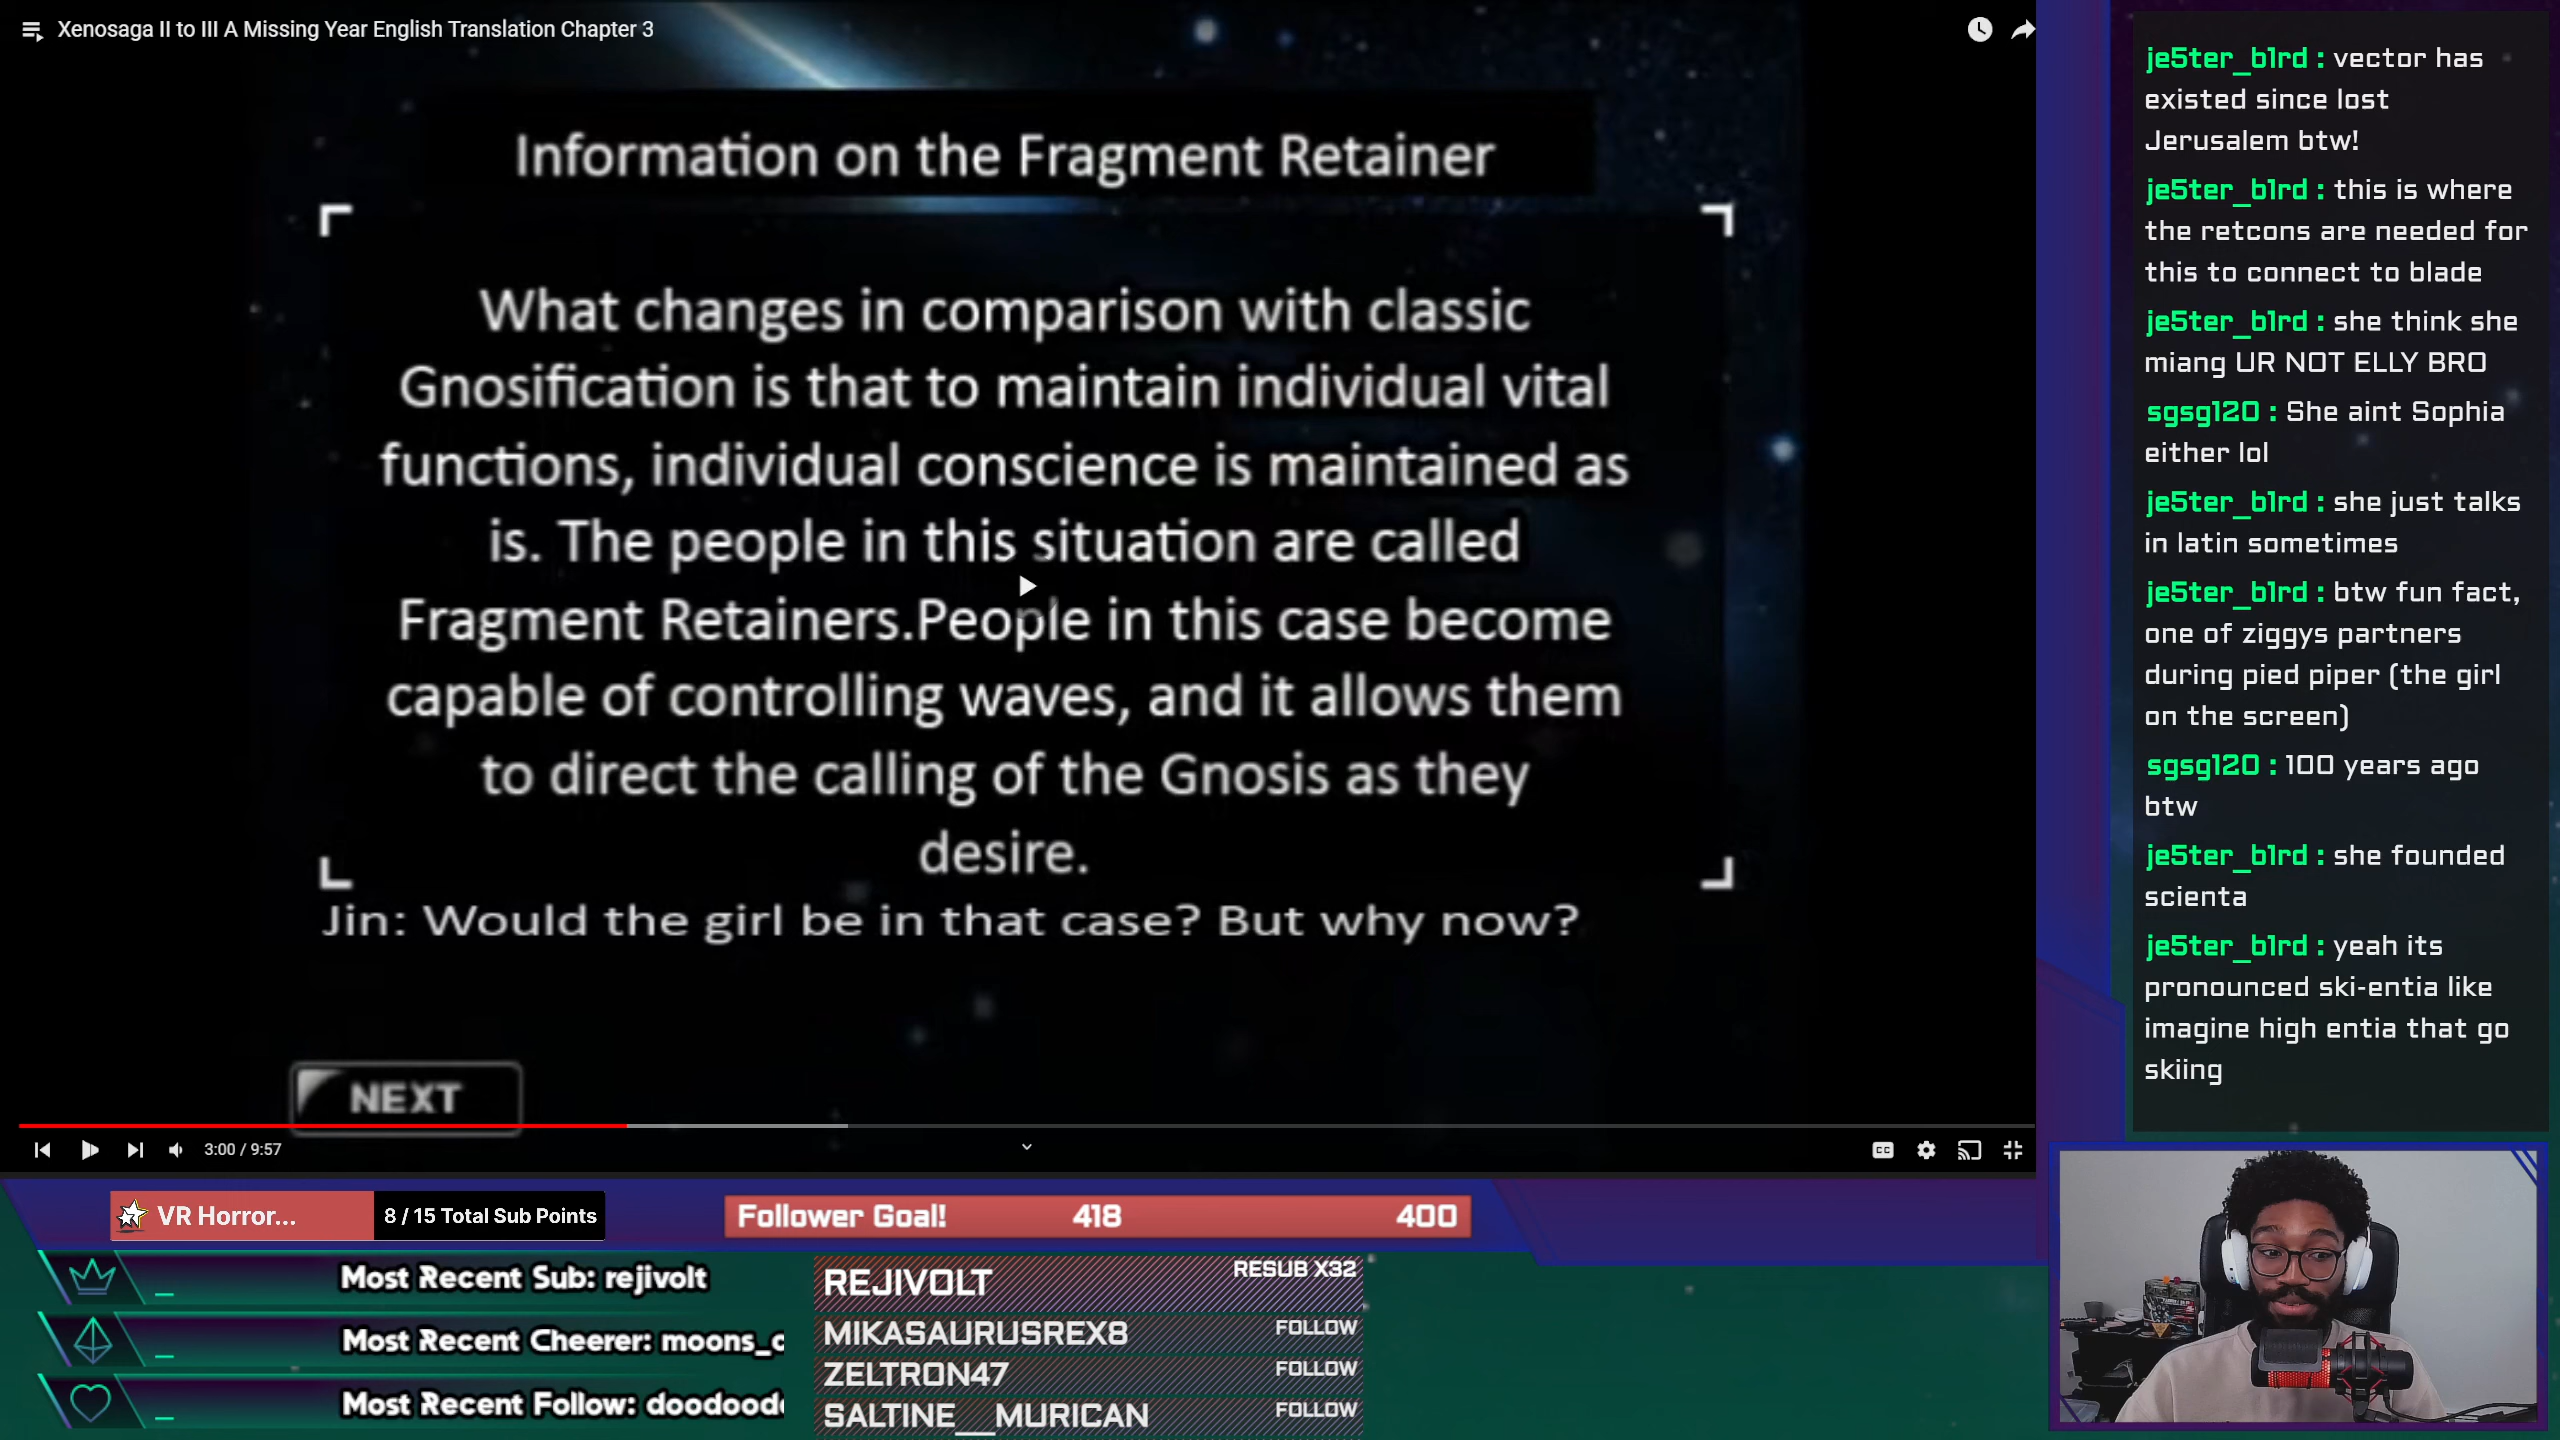 Xenosaga II to III A Missing Year English Translation Chapter 3
Information on the Fragment Retainer
What changes in comparison with classic
Gnosification is that to maintain individual vital
functions, individual conscience is maintained as
is. The people in this situation are called
Fragment Retainers.People in this case become
capable of controlling waves, and it allows them
to direct the calling of the Gnosis as they
desire.
Jin: Would the girl be in that case? But why now?
NEXT
3:00 / 9:57
CC
je5ter_b1rd : vector has
existed since lost
Jerusalem btw!
je5ter_b1rd : this is where
the retcons are needed for
this to connect to blade
je5ter_b1rd : she think she
miang UR NOT ELLY BRO
sgsg120 : She aint Sophia
either lol
je5ter_b1rd : she just talks
in latin sometimes
je5ter_b1rd : btw fun fact,
one of ziggys partners
during pied piper (the girl
on the screen)
sgsg120 : 100 years ago
btw
je5ter_b1rd : she founded
scienta
je5ter_b1rd : yeah its
pronounced ski-entia like
imagine high entia that go
skiing
VR Horror...
8 / 15 Total Sub Points
Follower Goal! 418 400
_ Most Recent Sub: rejivolt
_ Most Recent Cheerer: moons_
_ Most Recent Follow: doodood
REJIVOLT RESUB X32
MIKASAURUSREX8 FOLLOW
ZELTRON47 FOLLOW
SALTINE__MURICAN FOLLOW